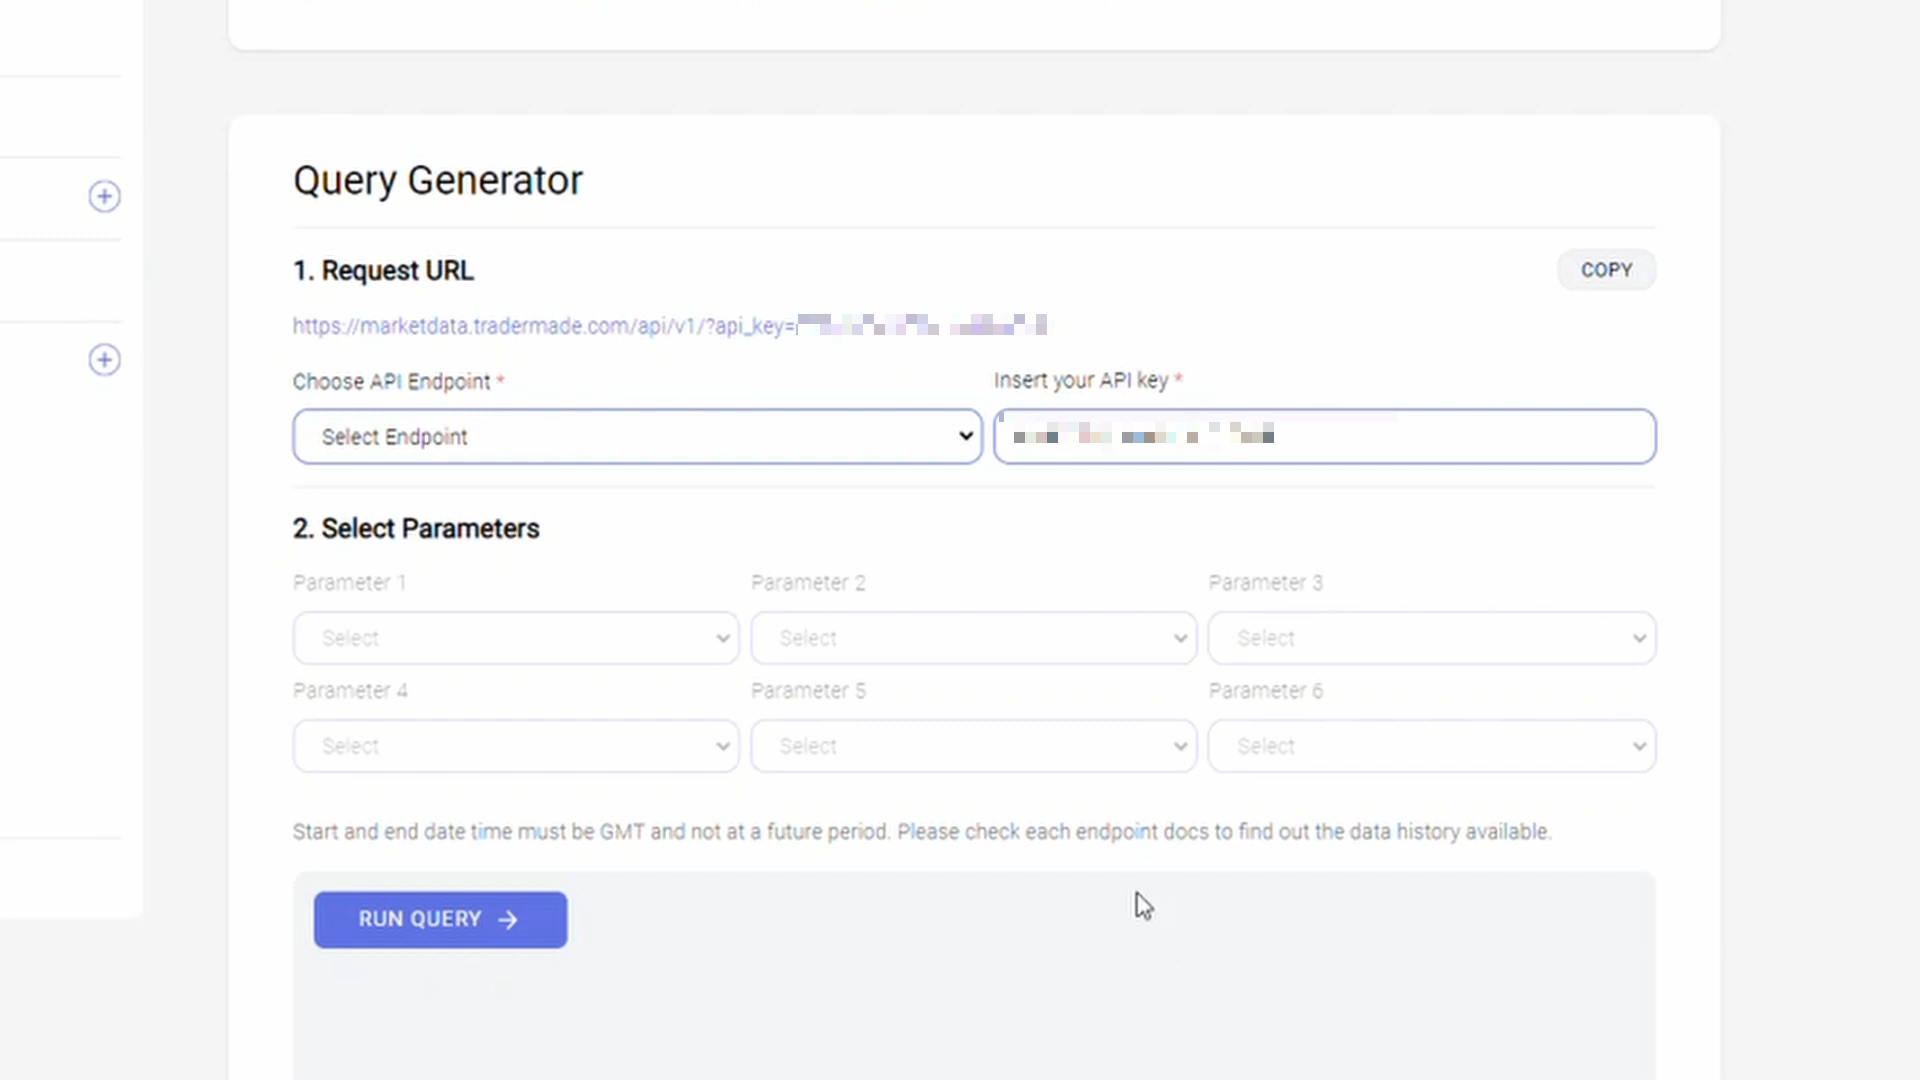 Query Generator
1. Request URL
COPY
https://marketdata.tradermade.com/api/v1/?api_key=
Choose API Endpoint *
Insert your API key *
Select Endpoint
2. Select Parameters
Parameter 1
Parameter 2
Parameter 3
Select
Select
Select
Parameter 4
Parameter 5
Parameter 6
Select
Select
Select
Start and end date time must be GMT and not at a future period. Please check each endpoint docs to find out the data history available.
RUN QUERY →